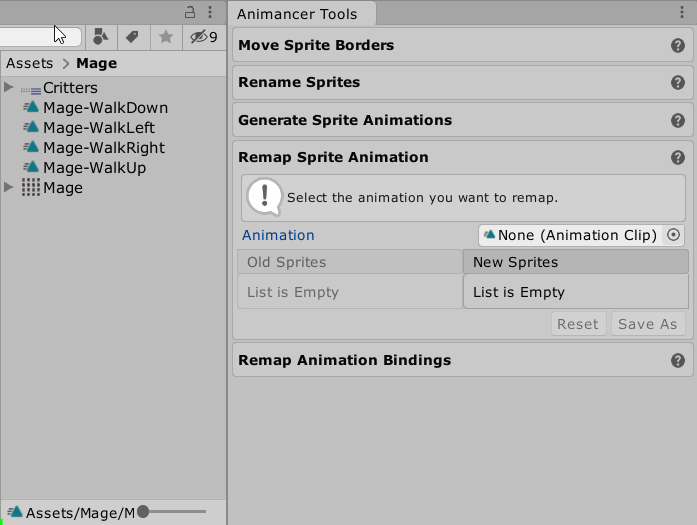 9
Assets > Mage
Critters
Mage-WalkDown
Mage-WalkLeft
Mage-WalkRight
Mage-WalkUp
Mage
Assets/Mage/M
Animancer Tools
Move Sprite Borders
Rename Sprites
Generate Sprite Animations
Remap Sprite Animation
Select the animation you want to remap.
Animation None (Animation Clip)
Old Sprites New Sprites
List is Empty List is Empty
Reset Save As
Remap Animation Bindings